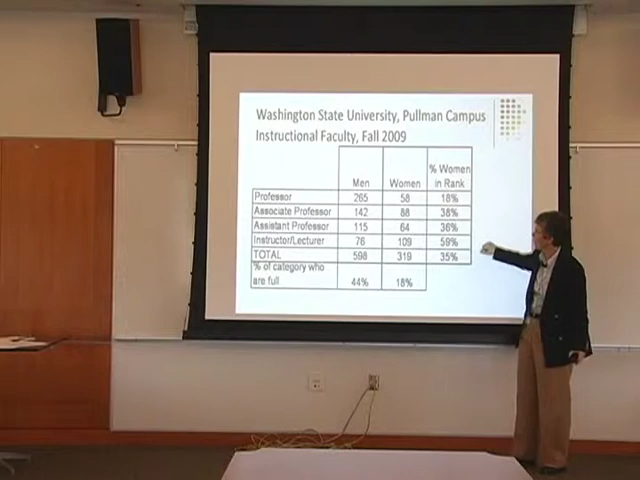 Washington State University, Pullman Campus
Instructional Faculty, Fall 2009
Men Women % Women in Rank
Professor 265 58 18%
Associate Professor 142 88 38%
Assistant Professor 115 64 36%
Instructor/Lecturer 76 109 59%
TOTAL 598 319 35%
% of category who
are full 44% 18%